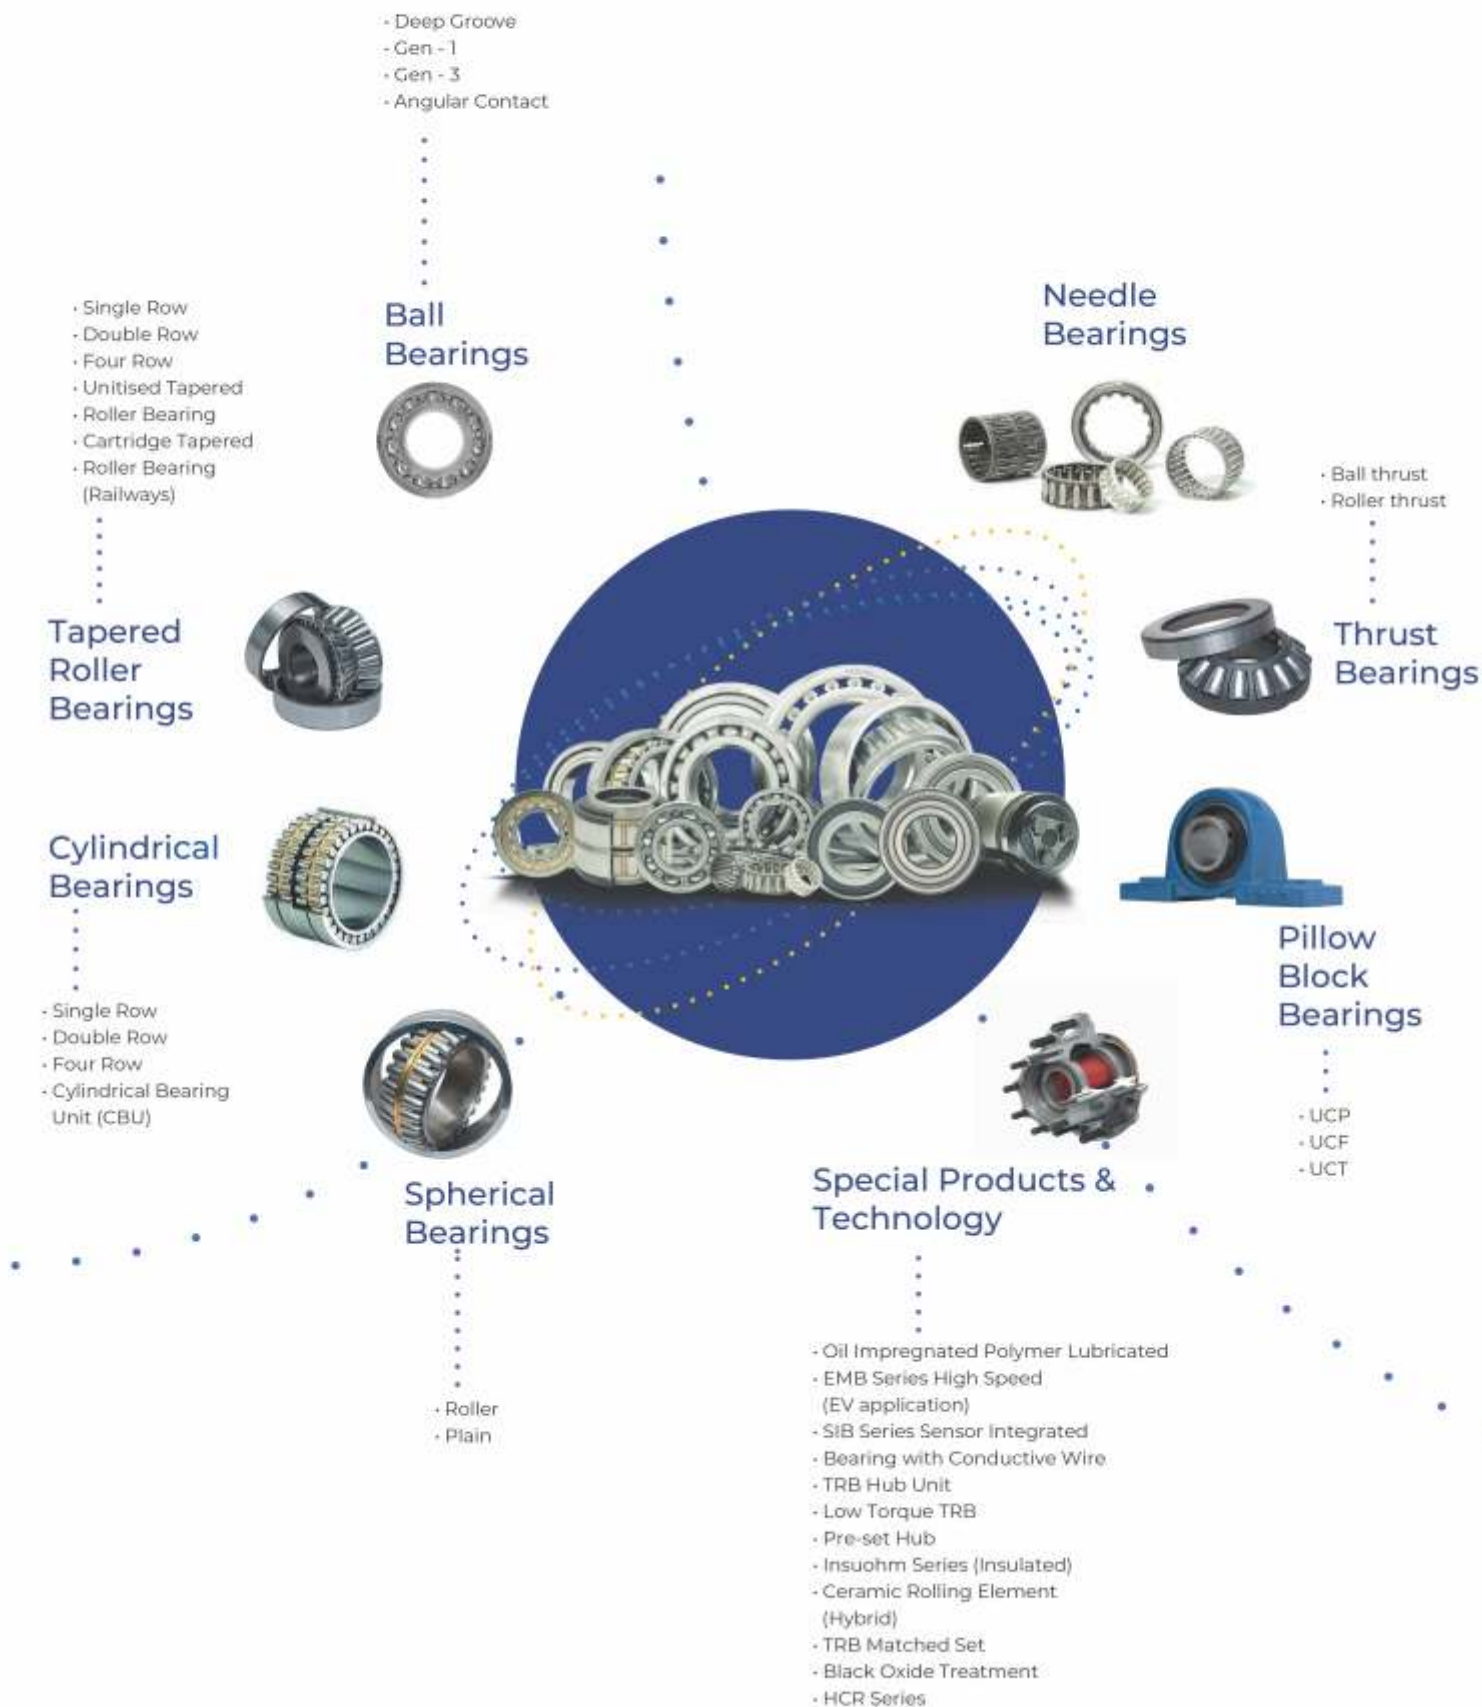 · Deep Groove
· Gen - 1
· Gen - 3
· Angular Contact
Ball
Bearings
· Single Row
· Double Row
· Four Row
· Unitised Tapered
· Roller Bearing
· Cartridge Tapered
· Roller Bearing
(Railways)
Tapered
Roller
Bearings
Cylindrical
Bearings
· Single Row
· Double Row
· Four Row
· Cylindrical Bearing
Unit (CBU)
Spherical
Bearings
· Roller
· Plain
Needle
Bearings
· Ball thrust
· Roller thrust
Thrust
Bearings
Pillow
Block
Bearings
· UCP
· UCF
· UCT
Special Products &
Technology
· Oil Impregnated Polymer Lubricated
· EMB Series High Speed
(EV application)
· SIB Series Sensor Integrated
· Bearing with Conductive Wire
· TRB Hub Unit
· Low Torque TRB
· Pre-set Hub
· Insuohm Series (Insulated)
· Ceramic Rolling Element
(Hybrid)
· TRB Matched Set
· Black Oxide Treatment
· HCR Series